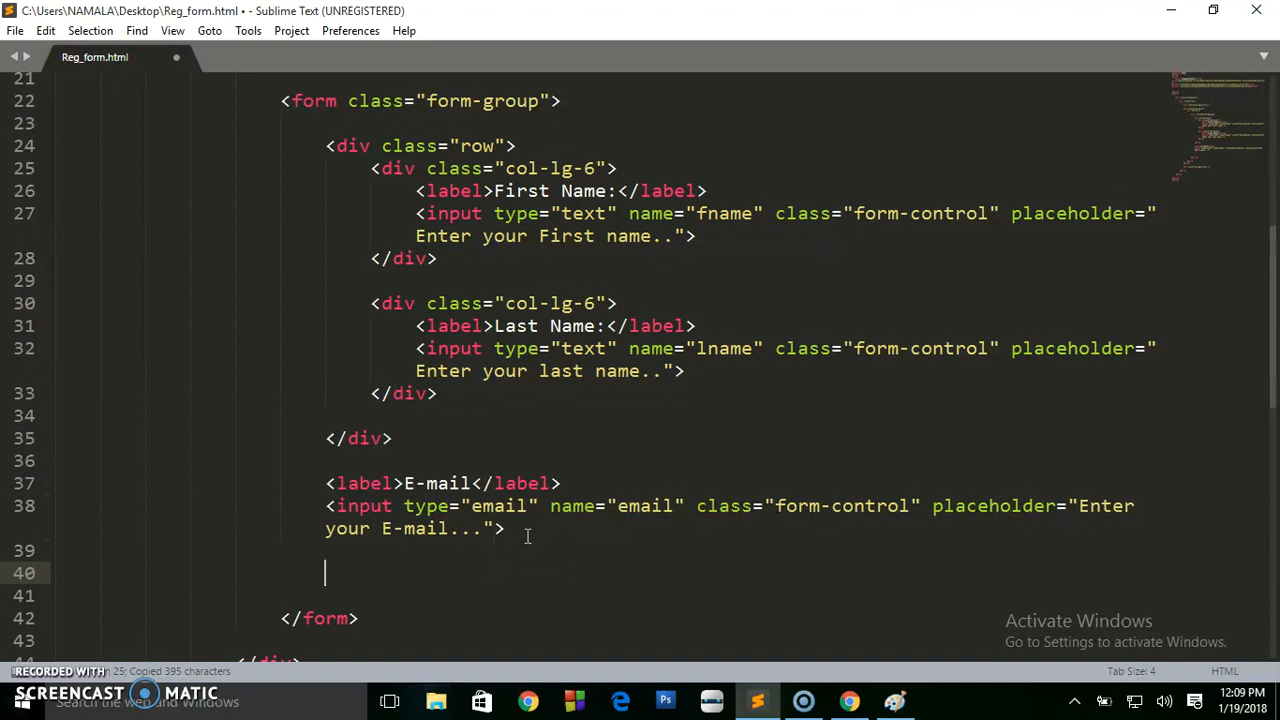 C:\Users\NAMALA\Desktop\Reg_form.html • - Sublime Text (UNREGISTERED)
File Edit Selection Find View Goto Tools Project Preferences Help
Reg_form.html
21
22 <form class="form-group">
23
24 <div class="row">
25 <div class="col-lg-6">
26 <label>First Name:</label>
27 <input type="text" name="fname" class="form-control" placeholder="
Enter your First name..">
28 </div>
29
30 <div class="col-lg-6">
31 <label>Last Name:</label>
32 <input type="text" name="lname" class="form-control" placeholder="
Enter your last name..">
33 </div>
34
35 </div>
36
37 <label>E-mail</label>
38 <input type="email" name="email" class="form-control" placeholder="Enter
your E-mail...">
39
40
41
42 </form>
43
Activate Windows
Go to Settings to activate Windows.
RECORDED WITH
25; Copied 395 characters
Tab Size: 4 HTML
SCREENCAST MATIC
Search the web and Windows
12:09 PM
1/19/2018